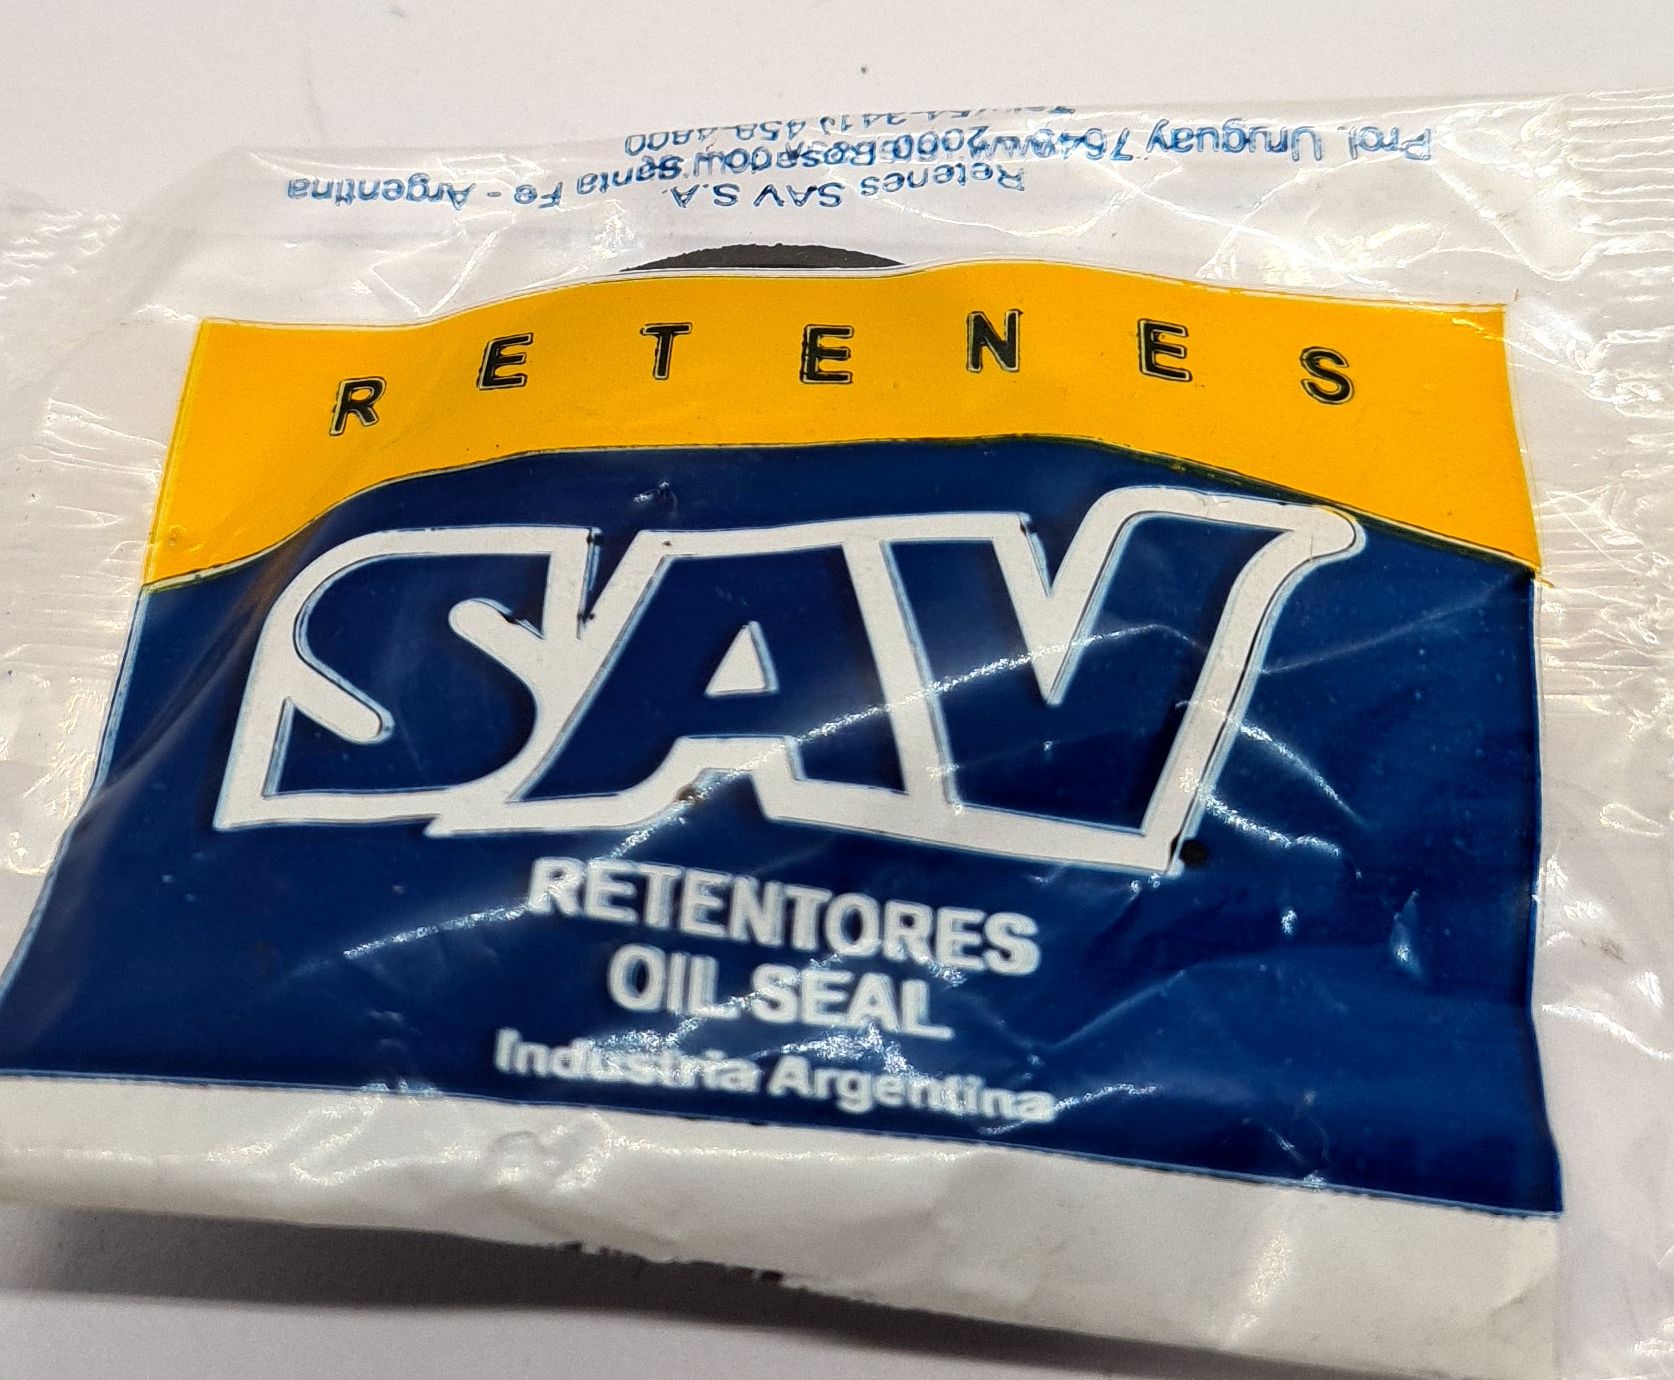 Retenes SAV S.A.
Prol. Uruguay
Santa Fe - Argentina
RETENES
SAV
RETENTORES
OIL SEAL
Industria Argentina